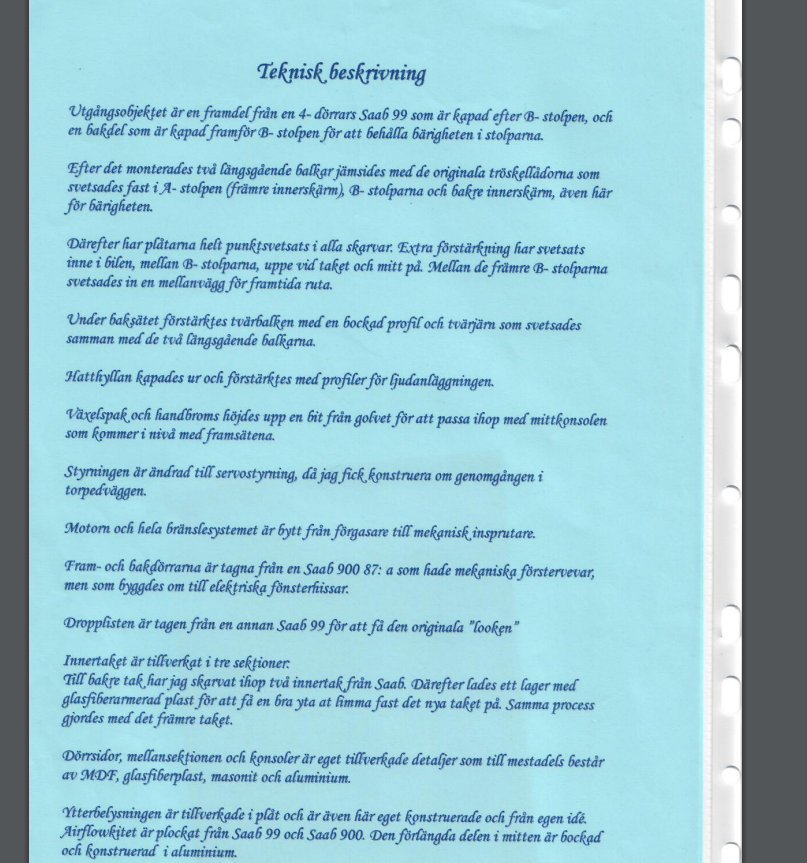 Teknisk beskrivning
Utgångsobjektet är en framdel från en 4- dörrars Saab 99 som är kapad efter B- stolpen, och
en bakdel som är kapad framför B- stolpen för att behålla bärigheten i stolparna.
Efter det monterades två längsgående balkar jämsides med de originala tröskellådorna som
svetsades fast i A- stolpen (främre innerskärm), B- stolparna och bakre innerskärm, även här
för bärigheten.
Därefter har plåtarna helt punktsvetsats i alla skarvar. Extra förstärkning har svetsats
inne i bilen, mellan B- stolparna, uppe vid taket och mitt på. Mellan de främre B- stolparna
svetsades in en mellanvägg för framtida ruta.
Under baksätet förstärktes tvärbalken med en bockad profil och tvärjärn som svetsades
samman med de två längsgående balkarna.
Hatthyllan kapades ur och förstärktes med profiler för ljudanläggningen.
Växelspak och handbroms höjdes upp en bit från golvet för att passa ihop med mittkonsolen
som kommer i nivå med framsätena.
Styrningen är ändrad till servostyrning, då jag fick konstruera om genomgången i
torpedväggen.
Motorn och hela bränslesystemet är bytt från förgasare till mekanisk insprutare.
Fram- och bakdörrarna är tagna från en Saab 900 87: a som hade mekaniska förstervevar,
men som byggdes om till elektriska fönsterhissar.
Dropplisten är tagen från en annan Saab 99 för att få den originala "looken"
Innertaket är tillverkat i tre sektioner.
Till bakre tak har jag skarvat ihop två innertak från Saab. Därefter lades ett lager med
glasfiberarmerad plast för att få en bra yta at limma fast det nya taket på. Samma process
gjordes med det främre taket.
Dörrsidor, mellansektionen och konsoler är eget tillverkade detaljer som till mestadels består
av MDF, glasfiberplast, masonit och aluminium.
Ytterbelysningen är tillverkade i plåt och är även här eget konstruerade och från egen idé.
Airflowkitet är plockat från Saab 99 och Saab 900. Den förlängda delen i mitten är bockad
och konstruerad i aluminium.